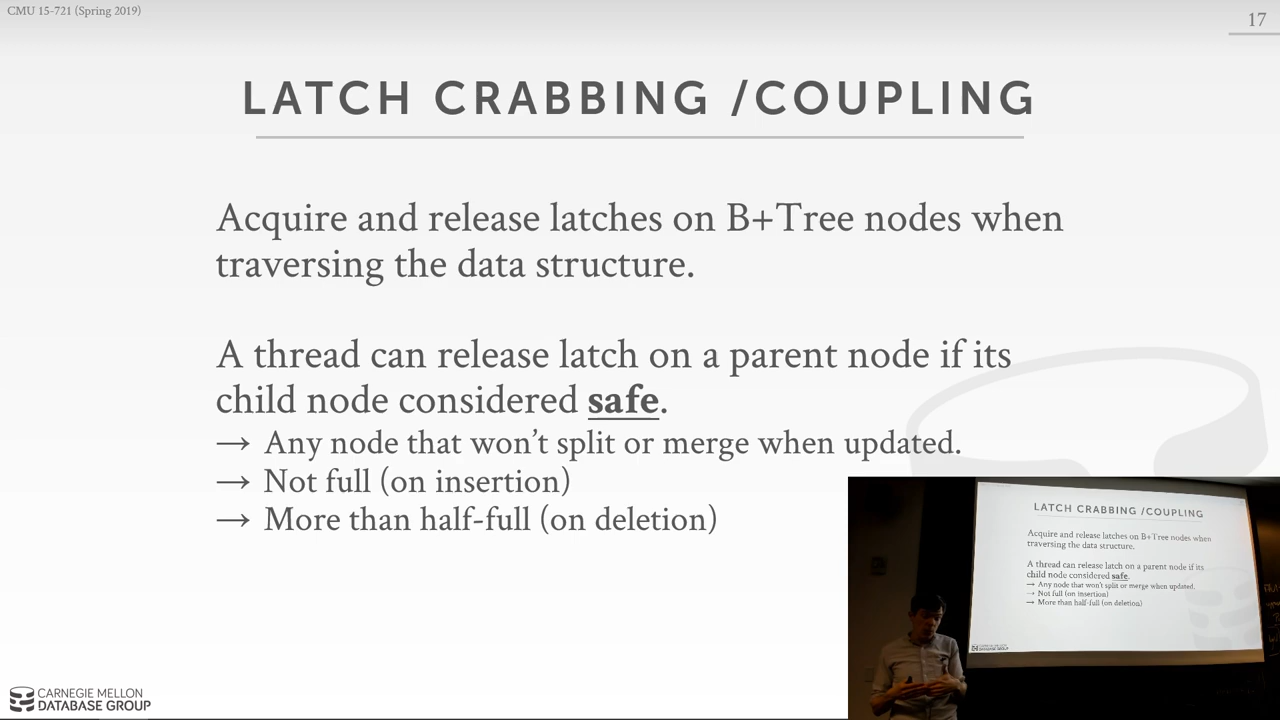 CMU 15-721 (Spring 2019)
17
LATCH CRABBING /COUPLING
Acquire and release latches on B+Tree nodes when
traversing the data structure.
A thread can release latch on a parent node if its
child node considered safe.
→ Any node that won't split or merge when updated.
→ Not full (on insertion)
→ More than half-full (on deletion)
LATCH CRABBING /COUPLING
Acquire and release latches on B+Tree nodes when
traversing the data structure.
A thread can release latch on a parent node if its
child node considered safe.
→ Any node that won't split or merge when updated.
→ Not full (on insertion)
→ More than half-full (on deletion)
CARNEGIE MELLON
DATABASE GROUP